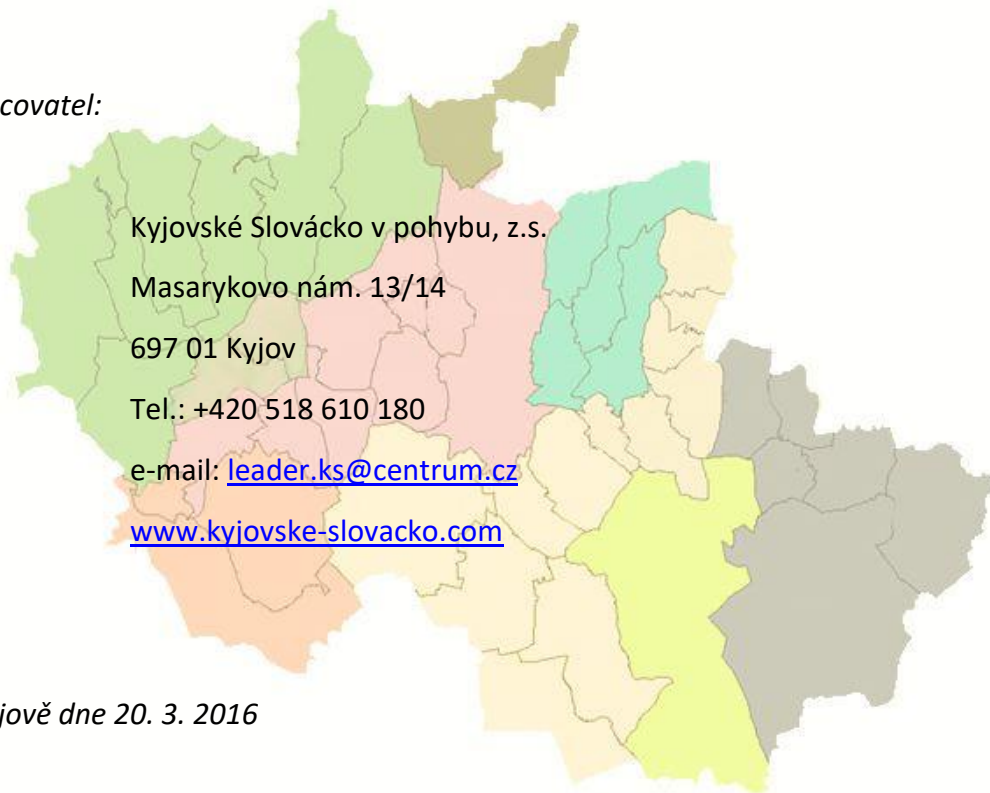 covatel:
Kyjovské Slovácko v pohybu, z.s.
Masarykovo nám. 13/14
697 01 Kyjov
Tel.: +420 518 610 180
e-mail: leader.ks@centrum.cz
www.kyjovske-slovacko.com
jově dne 20. 3. 2016